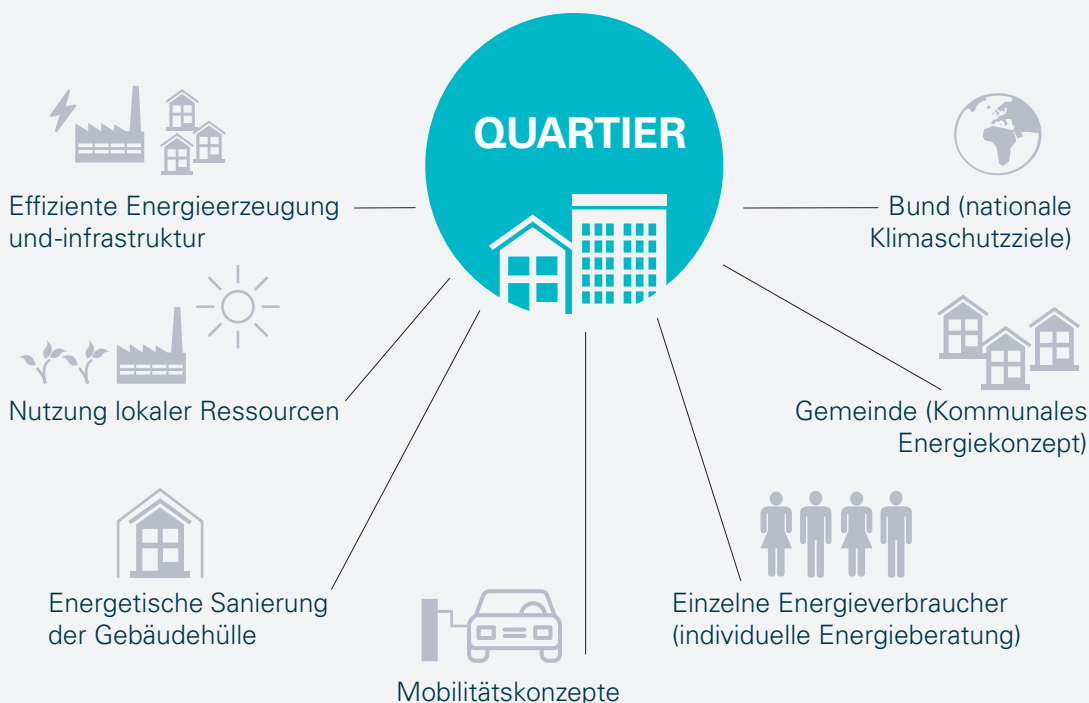 QUARTIER
Effiziente Energieerzeugung
und-infrastruktur
Bund (nationale
Klimaschutzziele)
Nutzung lokaler Ressourcen
Gemeinde (Kommunales
Energiekonzept)
Energetische Sanierung
der Gebäudehülle
Einzelne Energieverbraucher
(individuelle Energieberatung)
Mobilitätskonzepte